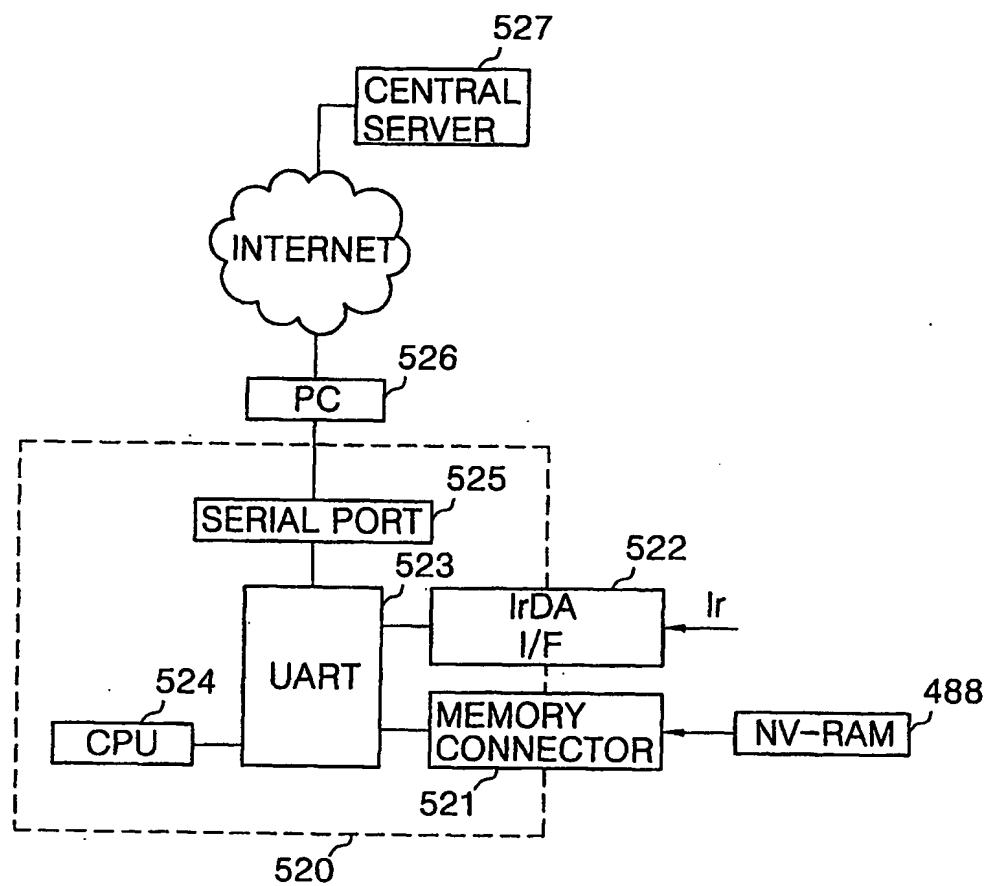 527
CENTRAL
SERVER
INTERNET
526
PC
525
SERIAL PORT
523
522
IrDA
I/F
Ir
UART
524
CPU
MEMORY
CONNECTOR
521
488
NV-RAM
520